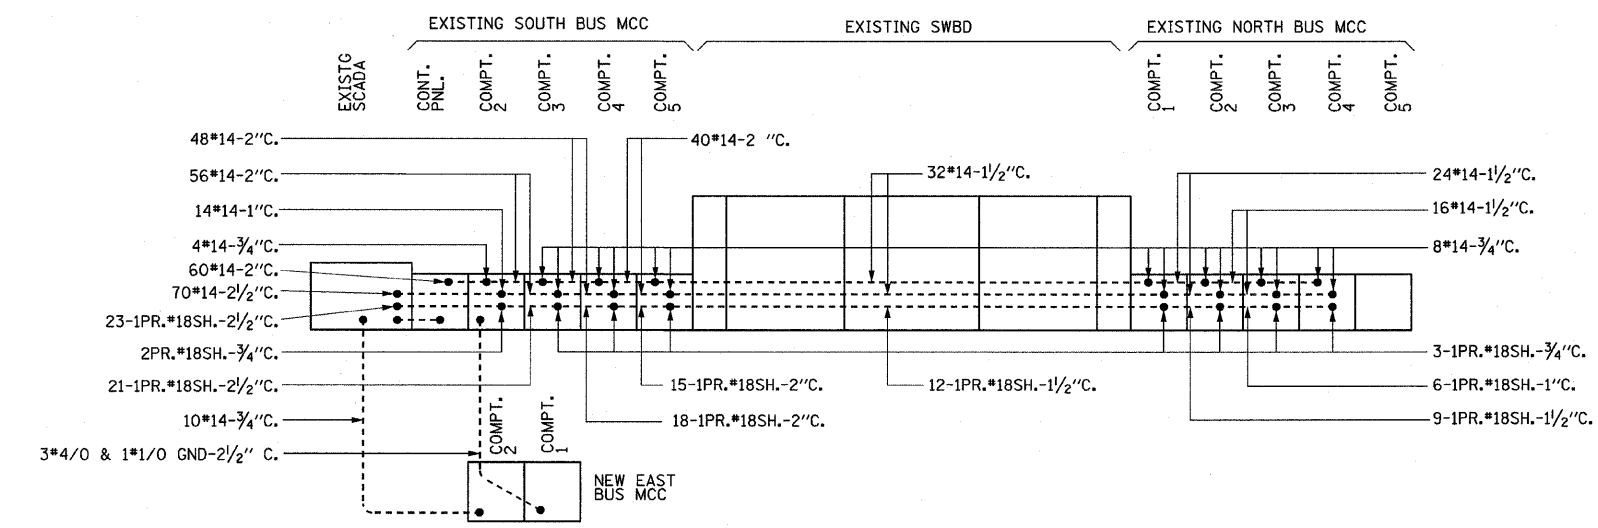 EXISTING SOUTH BUS MCC
EXISTING SWBD
EXISTING NORTH BUS MCC
EXISTG
SCADA
CONT.
PNL.
COMPT.
2
COMPT.
3
COMPT.
4
COMPT.
5
COMPT.
1
COMPT.
2
COMPT.
3
COMPT.
4
COMPT.
5
48#14-2"C.
40#14-2 "C.
56#14-2"C.
32#14-1½"C.
24#14-1½"C.
14#14-1"C.
16#14-1½"C.
4#14-¾"C.
8#14-¾"C.
60#14-2"C.
70#14-2½"C.
23-1PR.#18SH.-2½"C.
2PR.#18SH.-¾"C.
3-1PR.#18SH.-¾"C.
21-1PR.#18SH.-2½"C.
15-1PR.#18SH.-2"C.
12-1PR.#18SH.-1½"C.
6-1PR.#18SH.-1"C.
10#14-¾"C.
18-1PR.#18SH.-2"C.
9-1PR.#18SH.-1½"C.
COMPT.
2
COMPT.
1
3#4/0 & 1#1/0 GND-2½" C.
NEW EAST
BUS MCC